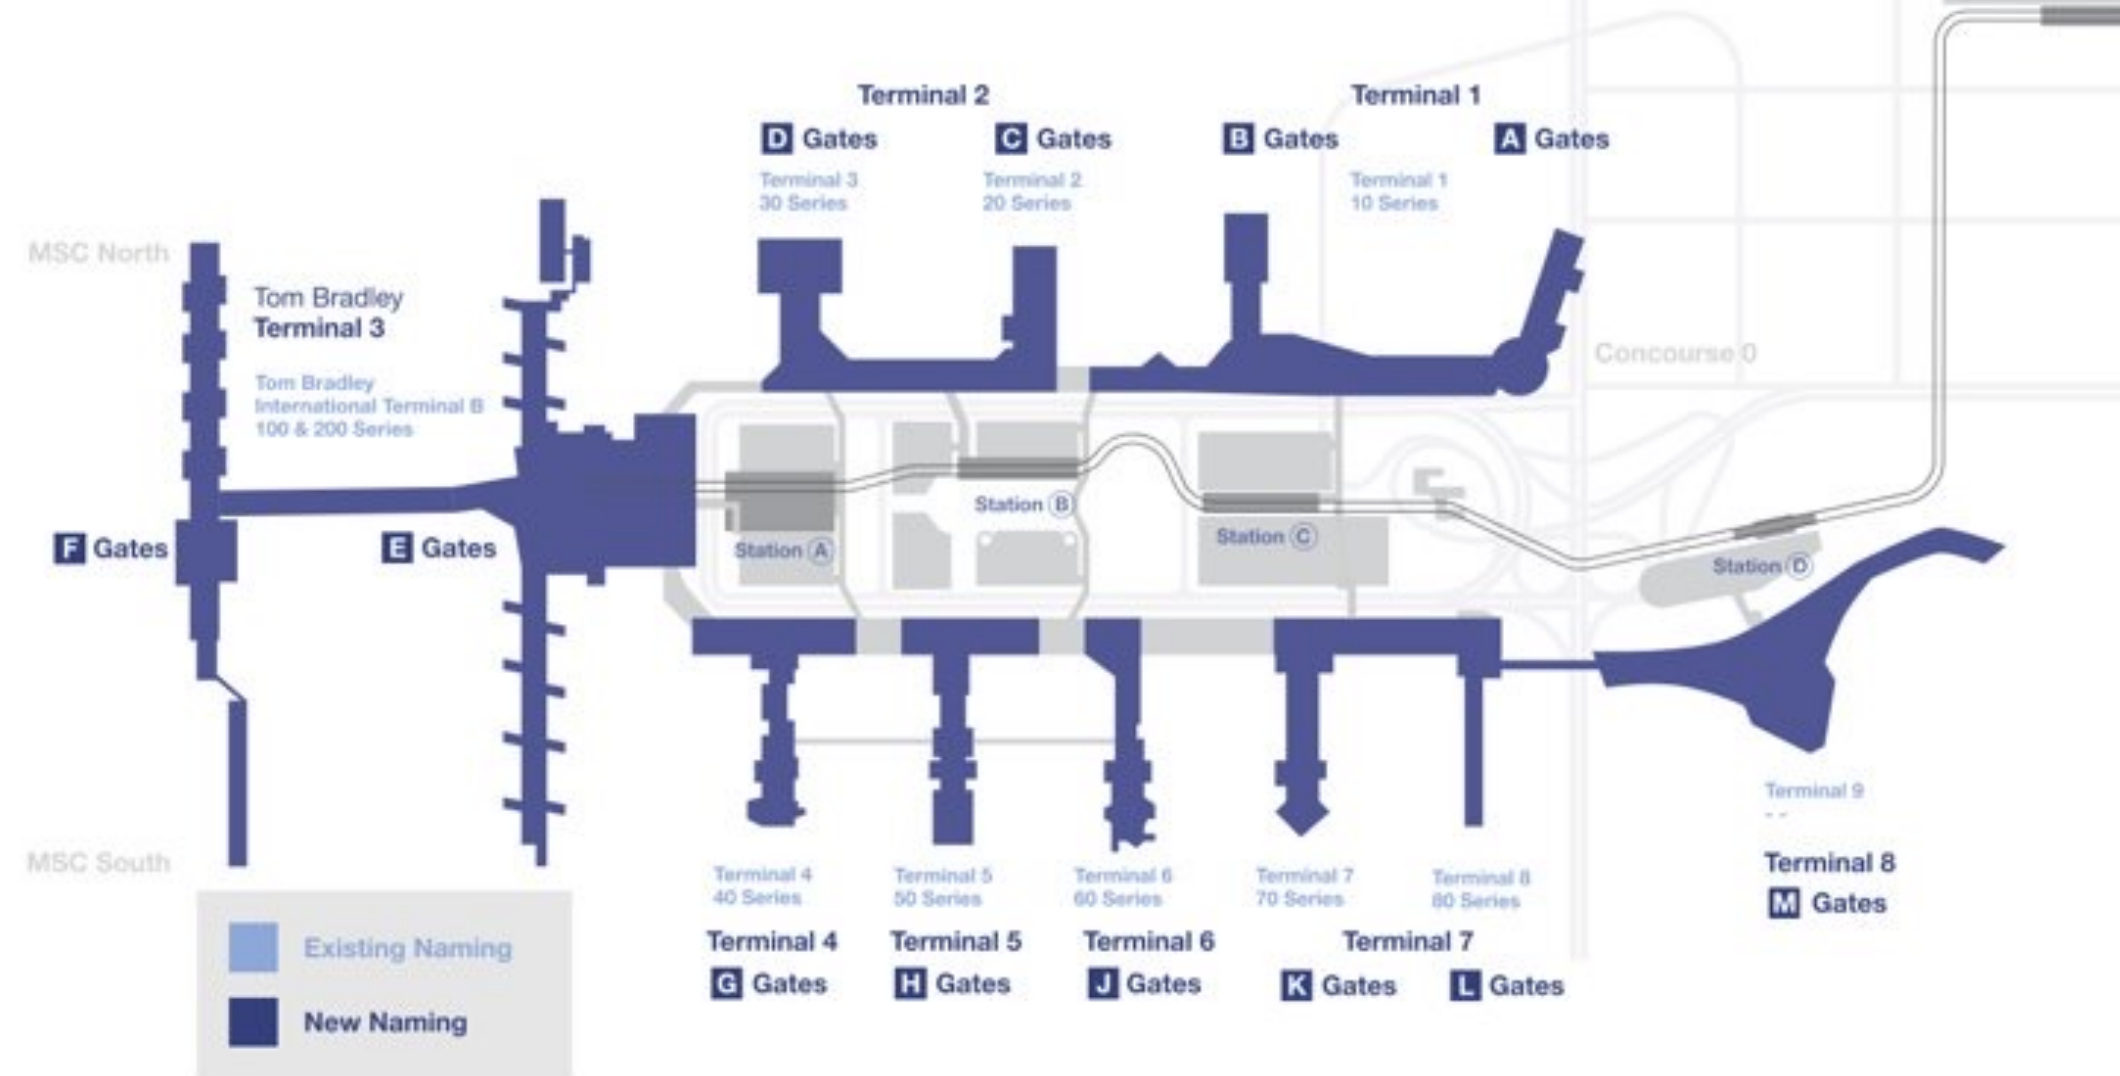 Terminal 2
D Gates
C Gates
Terminal 3
30 Series
Terminal 2
20 Series
Terminal 1
B Gates
A Gates
Terminal 1
10 Series
MSC North
Tom Bradley
Terminal 3
Tom Bradley
International Terminal B
100 & 200 Series
Concourse 0
F Gates
E Gates
Station A
Station B
Station C
Station D
MSC South
Terminal 4
40 Series
Terminal 4
G Gates
Terminal 5
50 Series
Terminal 5
H Gates
Terminal 6
60 Series
Terminal 6
J Gates
Terminal 7
70 Series
Terminal 8
80 Series
Terminal 7
K Gates
L Gates
Terminal 9
--
Terminal 8
M Gates
Existing Naming
New Naming